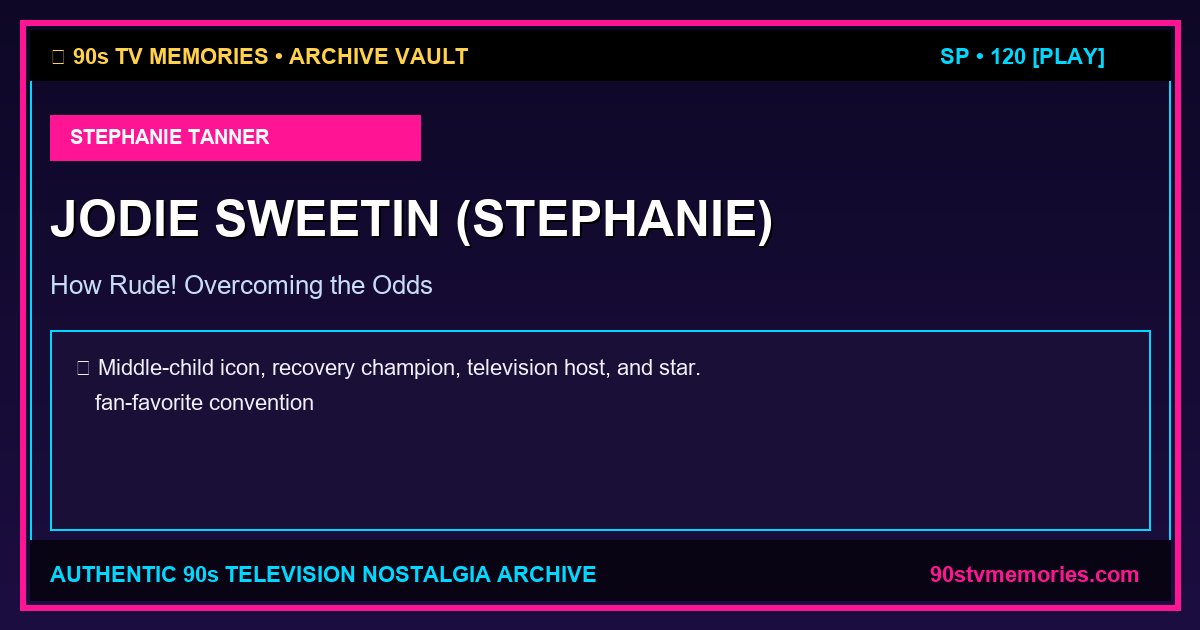 90s TV MEMORIES • ARCHIVE VAULT
SP • 120 [PLAY]
STEPHANIE TANNER
JODIE SWEETIN (STEPHANIE)
How Rude! Overcoming the Odds
Middle-child icon, recovery champion, television host, and star.
fan-favorite convention
AUTHENTIC 90s TELEVISION NOSTALGIA ARCHIVE
90stvmemories.com